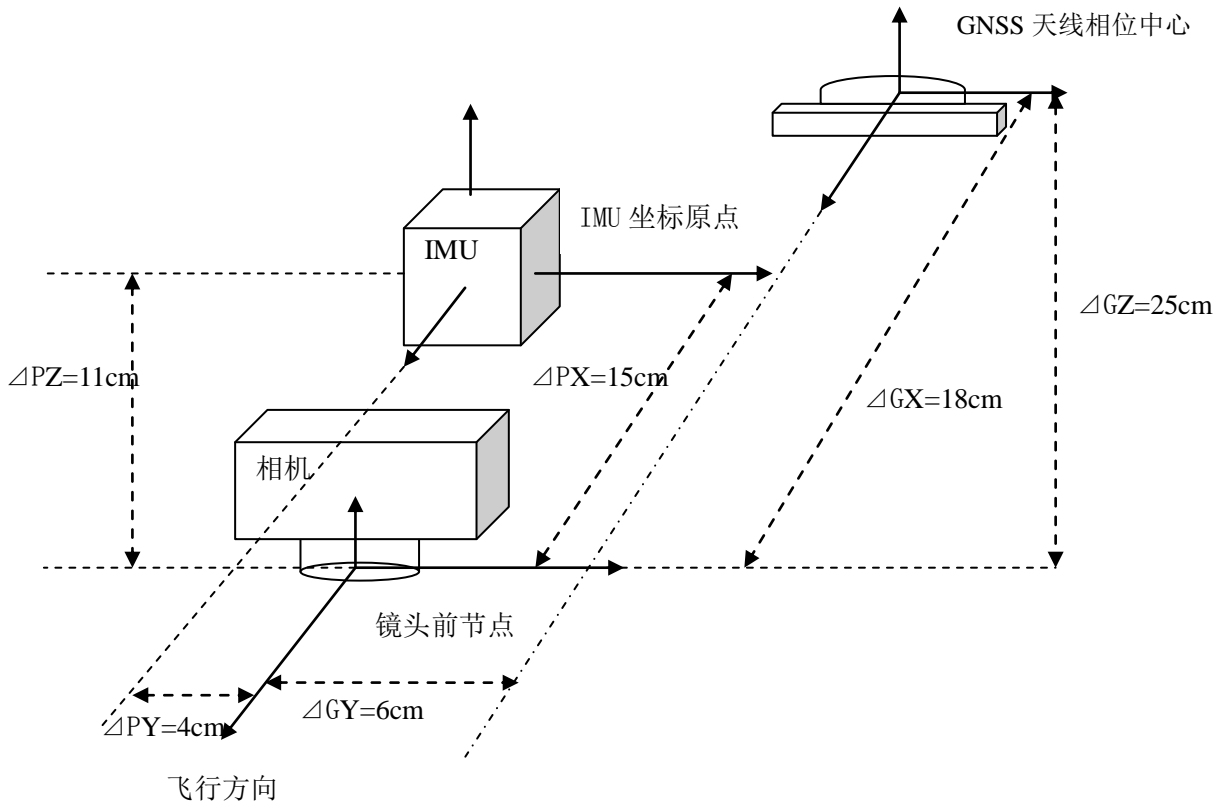 GNSS 天线相位中心
IMU 坐标原点
IMU
⊿GZ=25cm
⊿PZ=11cm
⊿PX=15cm
⊿GX=18cm
相机
镜头前节点
⊿PY=4cm
⊿GY=6cm
飞行方向